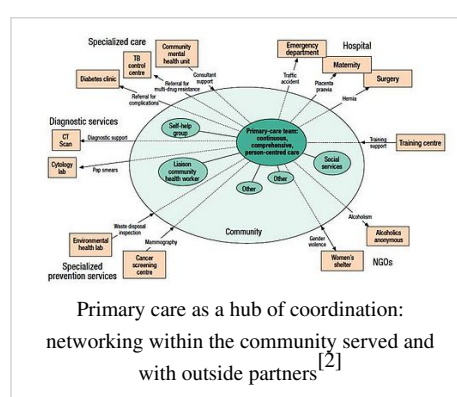 Specialized care
Community
mental
health unit
TB
control
centre
Diabetes clinic
Consultant
support
Referral for
multi-drug resistance
Referral for
complications
Emergency
department
Hospital
Maternity
Surgery
Traffic
accident
Placenta
praevia
Hernia
Diagnostic services
CT
Scan
Diagnostic support
Cytology
lab
Pap smears
Self-help
group
Primary-care team:
continuous,
comprehensive,
person-centred care
Training
support
Training centre
Liaison
community
health worker
Social
services
Other
Other
Community
Waste disposal
inspection
Mammography
Environmental
health lab
Specialized
prevention services
Cancer
screening
centre
Gender
violence
Alcoholism
Alcoholics
anonymous
Women's
shelter
NGOs
Primary care as a hub of coordination:
networking within the community served and
with outside partners[2]